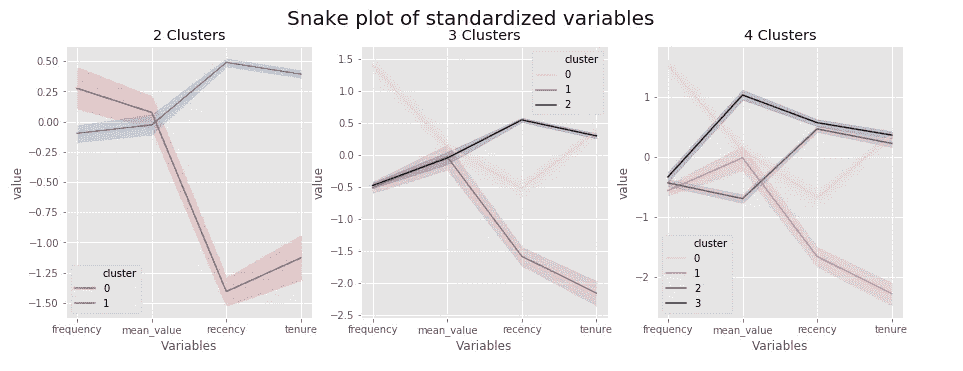 Snake plot of standardized variables
2 Clusters
value
0.50
0.25
0.00
−0.25
−0.50
−0.75
−1.00
−1.25
−1.50
cluster
0
1
frequency mean_value recency tenure
Variables
3 Clusters
value
1.5
1.0
0.5
0.0
−0.5
−1.0
−1.5
−2.0
−2.5
cluster
0
1
2
frequency mean_value recency tenure
Variables
4 Clusters
value
1
0
−1
−2
cluster
0
1
2
3
frequency mean_value recency tenure
Variables